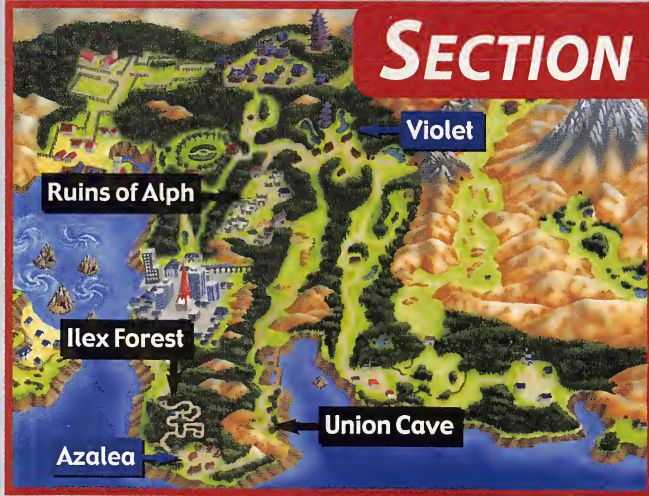 SECTION
Violet
Ruins of Alph
Ilex Forest
Union Cave
Azalea